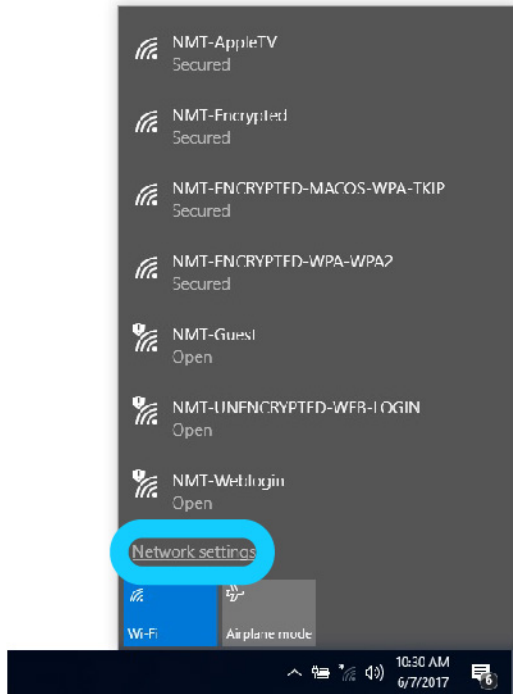 NMT-AppleTV
Secured
NMT-Encrypted
Secured
NMT-ENCRYPTED-MACOS-WPA-TKIP
Secured
NMT-ENCRYPTED-WPA-WPA2
Secured
NMT-Guest
Open
NMT-UNENCRYPTED-WEB-LOGIN
Open
NMT-Weblogin
Open
Network settings
Wi-Fi
Airplane mode
10:30 AM
6/7/2017
6